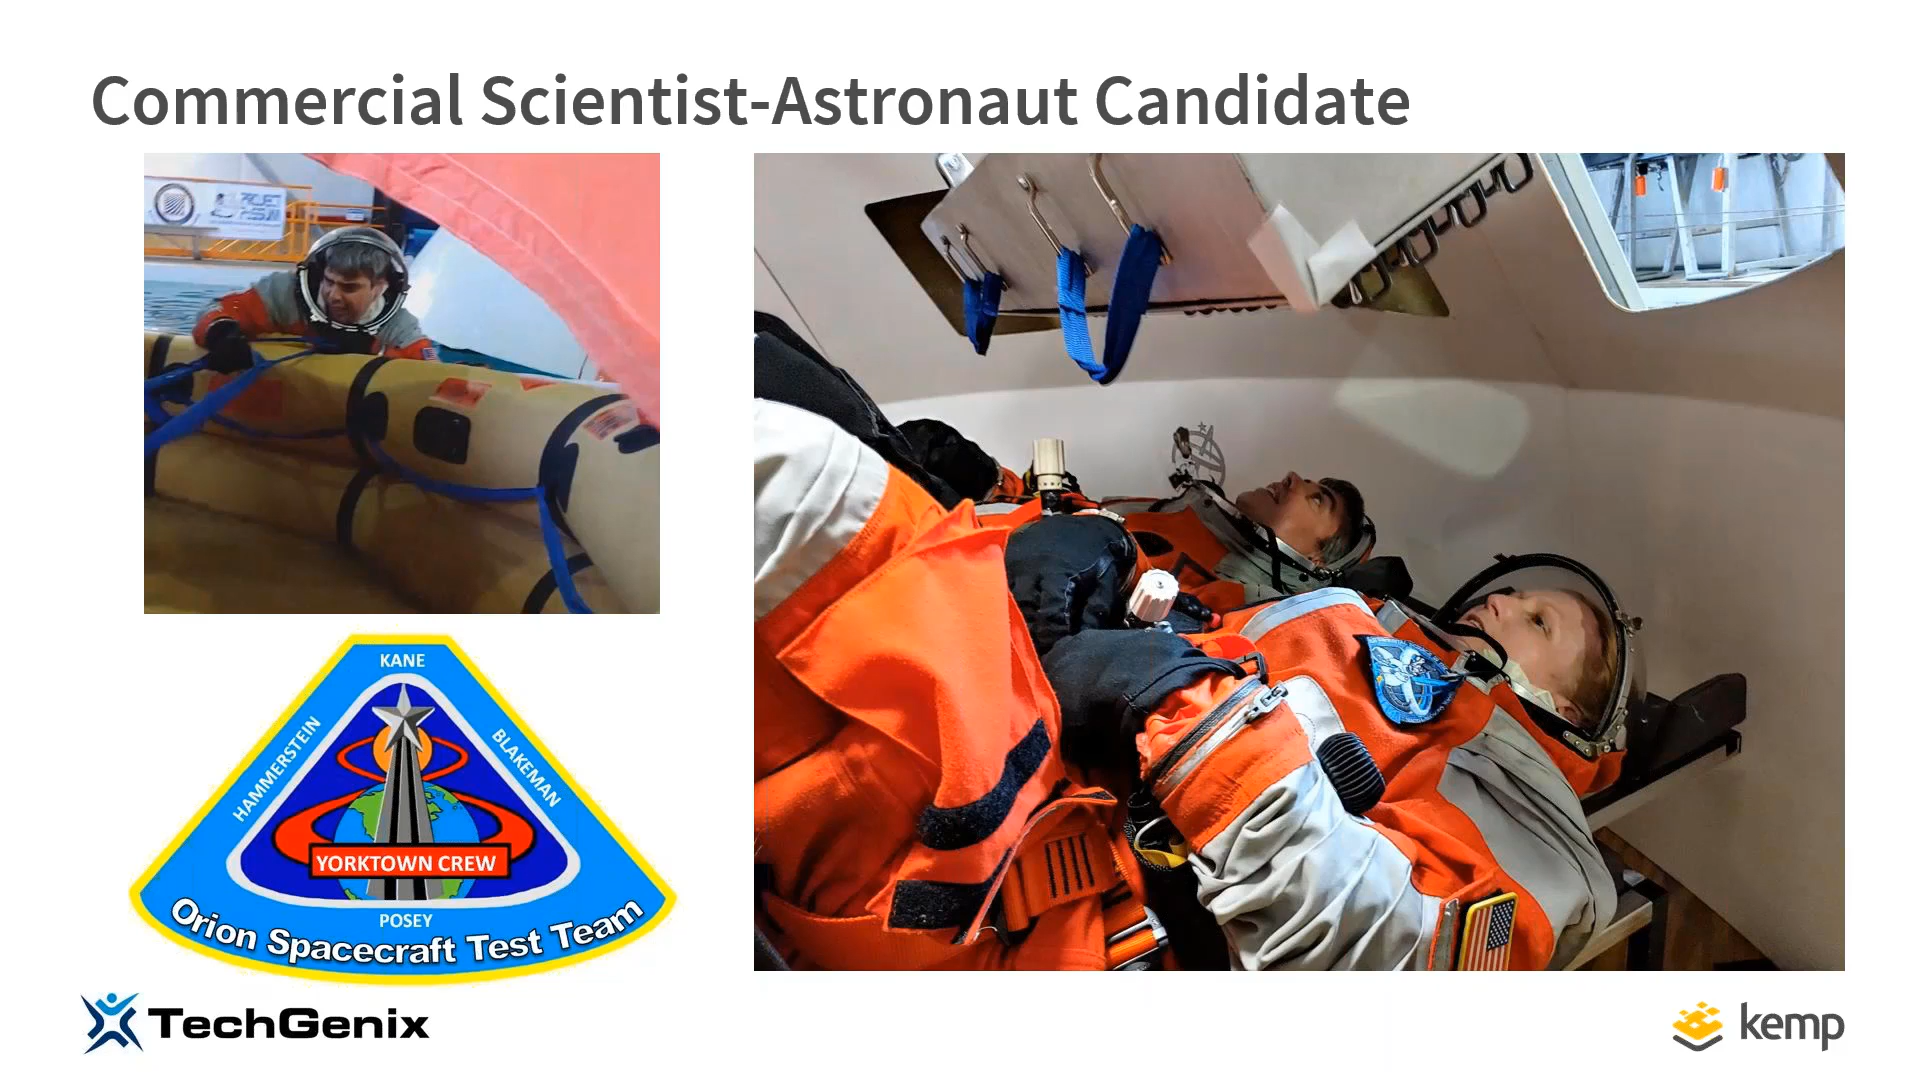 Commercial Scientist-Astronaut Candidate
KANE
HAMMERSTEIN
BLAKEMAN
YORKTOWN CREW
POSEY
Orion Spacecraft Test Team
TechGenix
kemp